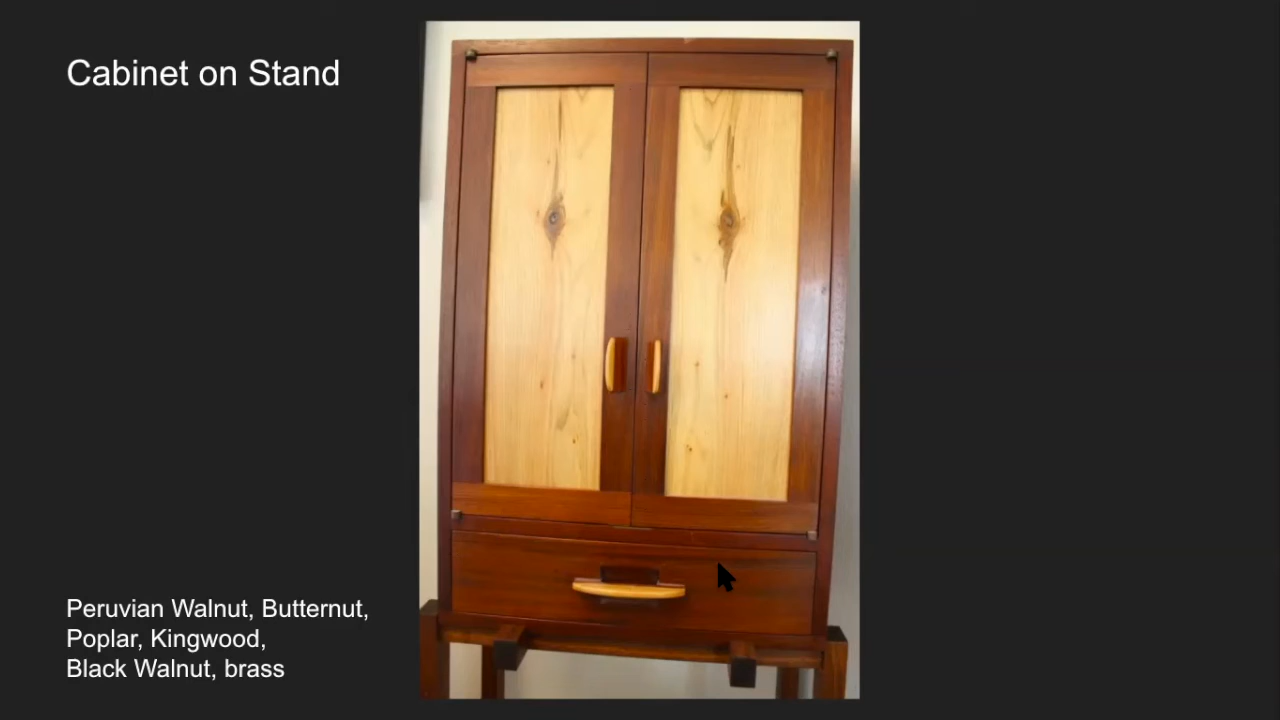 Cabinet on Stand
Peruvian Walnut, Butternut,
Poplar, Kingwood,
Black Walnut, brass